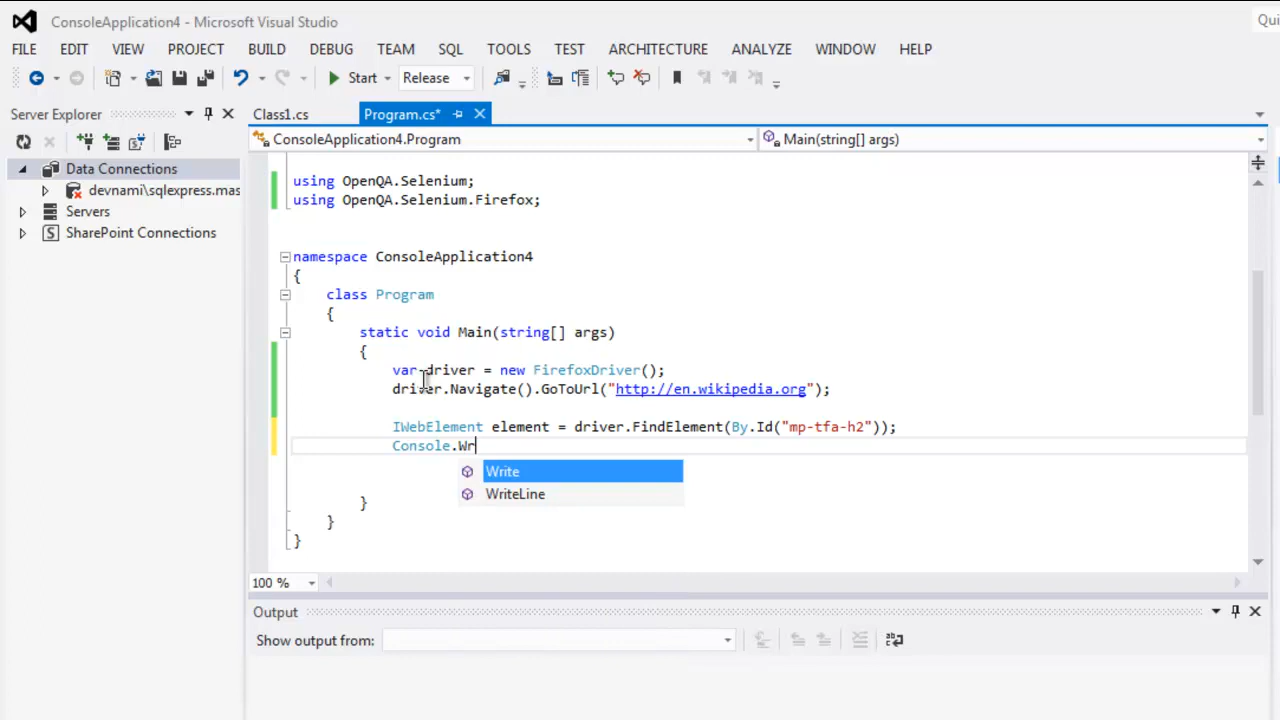 ConsoleApplication4 - Microsoft Visual Studio
Qui
FILE EDIT VIEW PROJECT BUILD DEBUG TEAM SQL TOOLS TEST ARCHITECTURE ANALYZE WINDOW HELP
Start Release
Server Explorer
Data Connections
devnami\sqlexpress.mas
Servers
SharePoint Connections
Class1.cs Program.cs*
ConsoleApplication4.Program Main(string[] args)
using OpenQA.Selenium;
using OpenQA.Selenium.Firefox;
namespace ConsoleApplication4
{
class Program
{
static void Main(string[] args)
{
var driver = new FirefoxDriver();
driver.Navigate().GoToUrl("http://en.wikipedia.org");
IWebElement element = driver.FindElement(By.Id("mp-tfa-h2"));
Console.Wr
Write
WriteLine
}
}
}
100 %
Output
Show output from: